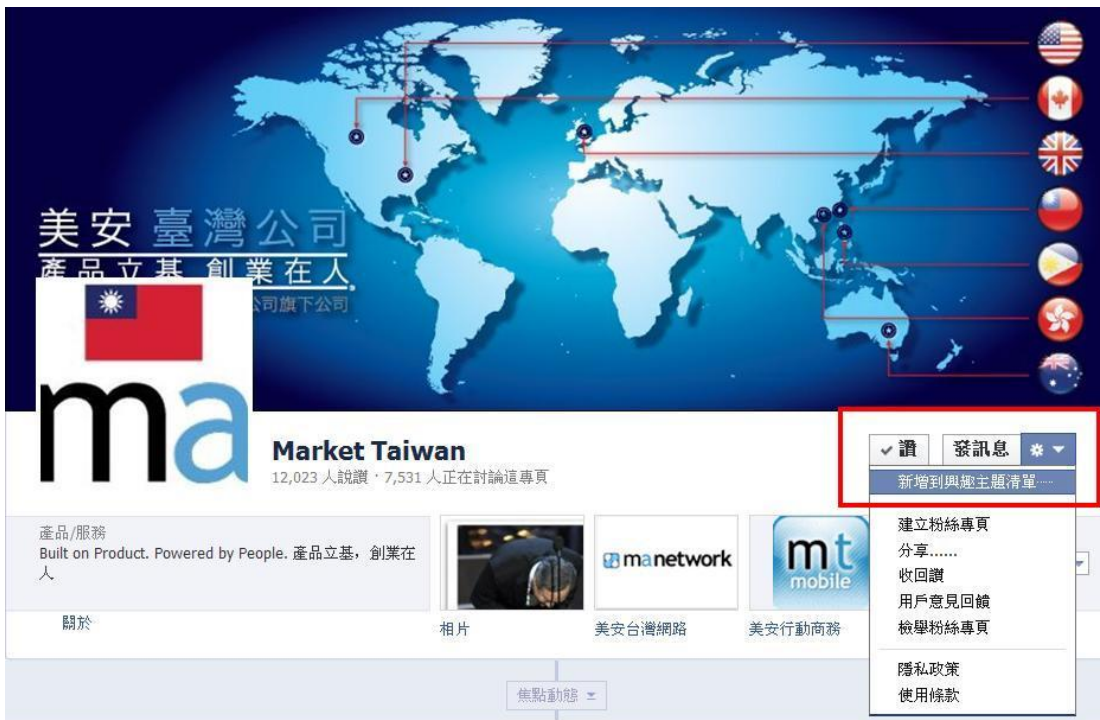 美安 臺灣公司
產品立基 創業在人
公司旗下公司
ma
Market Taiwan
12,023 人說讚 · 7,531 人正在討論這專頁
讚
發訊息
新增到興趣主題清單......
建立粉絲專頁
分享......
收回讚
用戶意見回饋
檢舉粉絲專頁
隱私政策
使用條款
產品/服務
Built on Product. Powered by People. 產品立基，創業在
人
關於
manetwork
mt
mobile
相片
美安台灣網路
美安行動商務
焦點動態